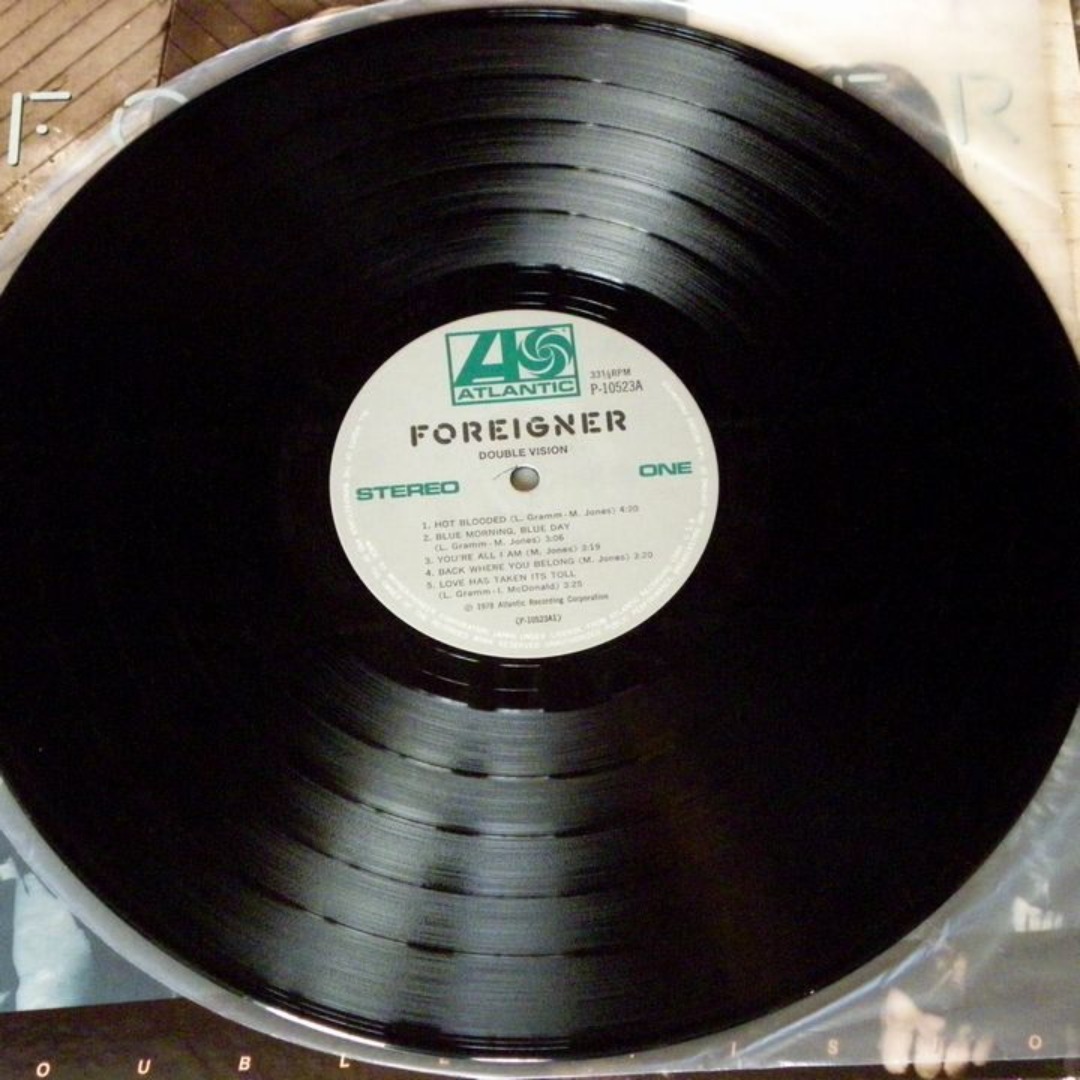 FO ER
ATLANTIC
33⅓RPM
P-10523A
FOREIGNER
DOUBLE VISION
STEREO
ONE
1. HOT BLOODED (L. Gramm-M. Jones) 4:20
2. BLUE MORNING, BLUE DAY
(L. Gramm-M. Jones) 3:06
3. YOU'RE ALL I AM (M. Jones) 3:19
4. BACK WHERE YOU BELONG (M. Jones) 3:20
5. LOVE HAS TAKEN ITS TOLL
(L. Gramm-I. McDonald) 3:25
℗ 1978 Atlantic Recording Corporation
(P-10523A1)
O U B L E I S I O